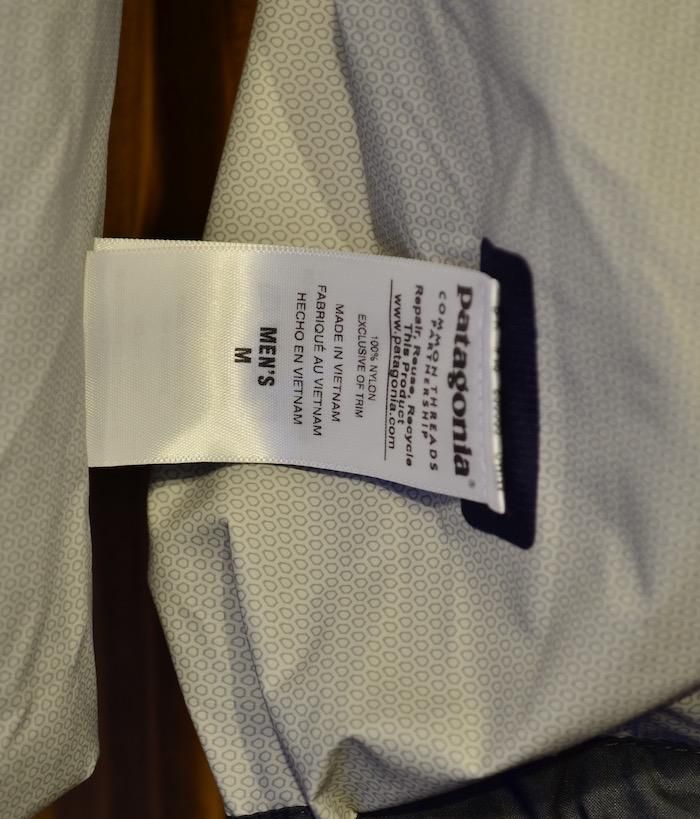 Patagonia®
COMMON THREADS
PARTNERSHIP
Repair, Reuse, Recycle
This Product
www.patagonia.com
100% NYLON
EXCLUSIVE OF TRIM
MADE IN VIETNAM
FABRIQUÉ AU VIETNAM
HECHO EN VIETNAM
MEN'S
M